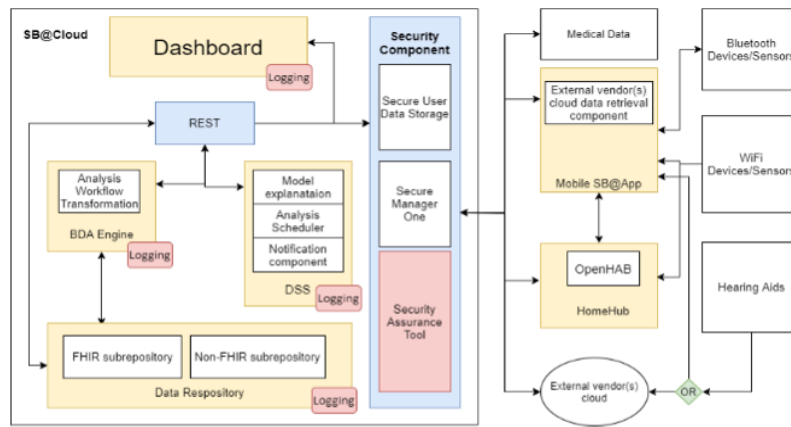 SB@Cloud
Dashboard
Logging
Security
Component
Secure User
Data Storage
Secure
Manager
One
Security
Assurance
Tool
REST
Analysis
Workflow
Transformation
BDA Engine
Logging
Model
explanataion
Analysis
Scheduler
Notification
component
DSS
Logging
FHIR subrepository
Non-FHIR subrepository
Data Respository
Logging
Medical Data
External vendor(s)
cloud data retrieval
component
Mobile SB@App
OpenHAB
HomeHub
External vendor(s)
cloud
Bluetooth
Devices/Sensors
WiFi
Devices/Sensors
Hearing Aids
OR